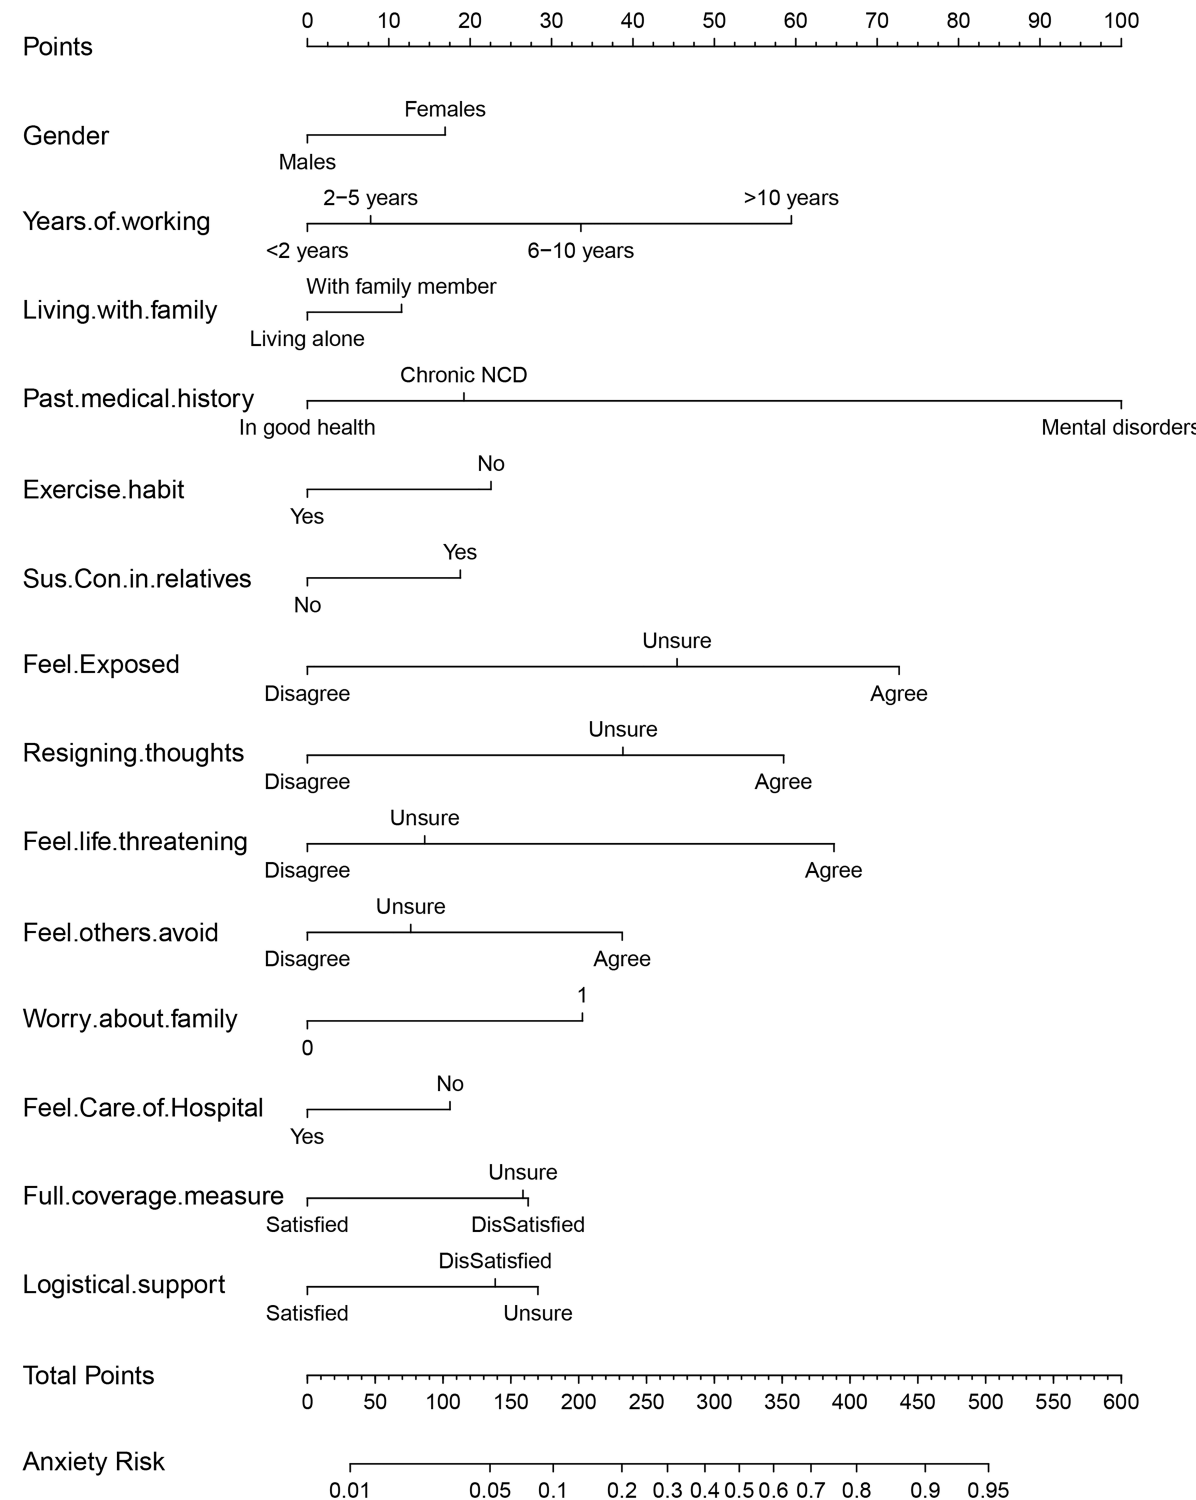 0 10 20 30 40 50 60 70 80 90 100
Points
Females
Gender
Males
2−5 years >10 years
Years.of.working
<2 years 6−10 years
With family member
Living.with.family
Living alone
Chronic NCD
Past.medical.history
In good health Mental disorders
No
Exercise.habit
Yes
Yes
Sus.Con.in.relatives
No
Unsure
Feel.Exposed
Disagree Agree
Unsure
Resigning.thoughts
Disagree Agree
Unsure
Feel.life.threatening
Disagree Agree
Unsure
Feel.others.avoid
Disagree Agree
1
Worry.about.family
0
No
Feel.Care.of.Hospital
Yes
Unsure
Full.coverage.measure
Satisfied DisSatisfied
DisSatisfied
Logistical.support
Satisfied Unsure
Total Points
0 50 100 150 200 250 300 350 400 450 500 550 600
Anxiety Risk
0.01 0.05 0.1 0.2 0.3 0.4 0.5 0.6 0.7 0.8 0.9 0.95